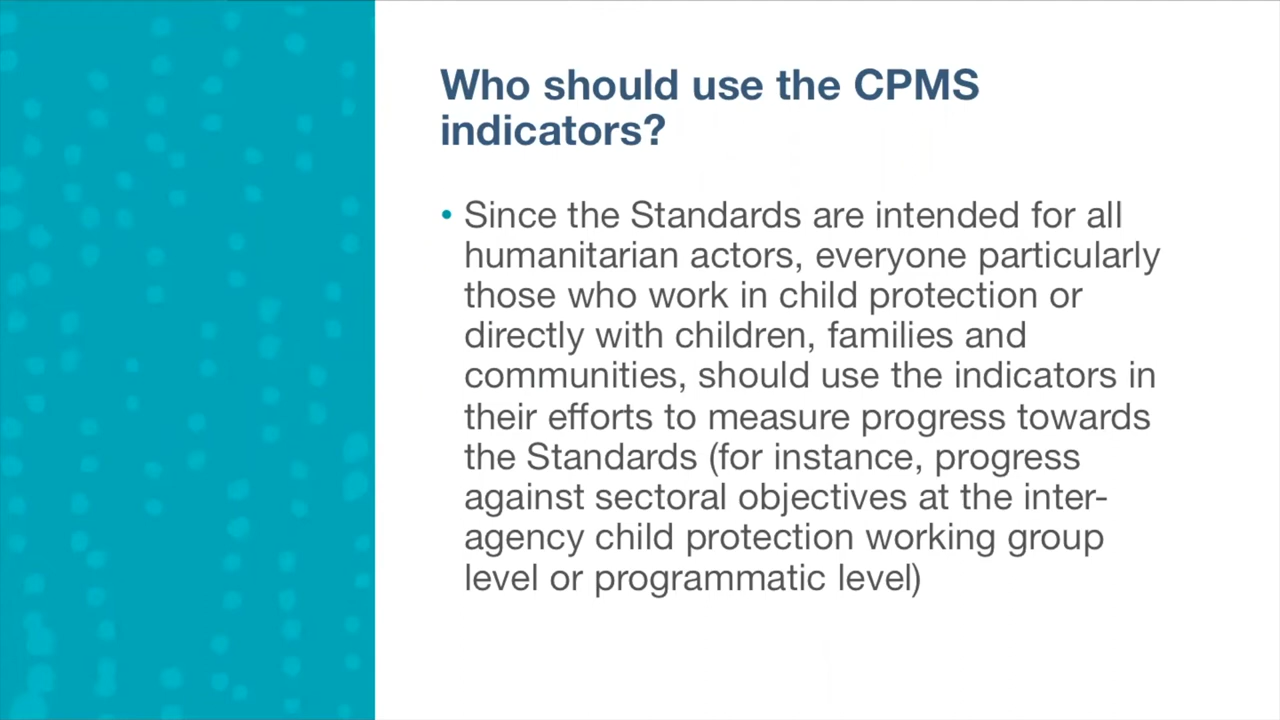 Who should use the CPMS
indicators?
• Since the Standards are intended for all
humanitarian actors, everyone particularly
those who work in child protection or
directly with children, families and
communities, should use the indicators in
their efforts to measure progress towards
the Standards (for instance, progress
against sectoral objectives at the inter-
agency child protection working group
level or programmatic level)